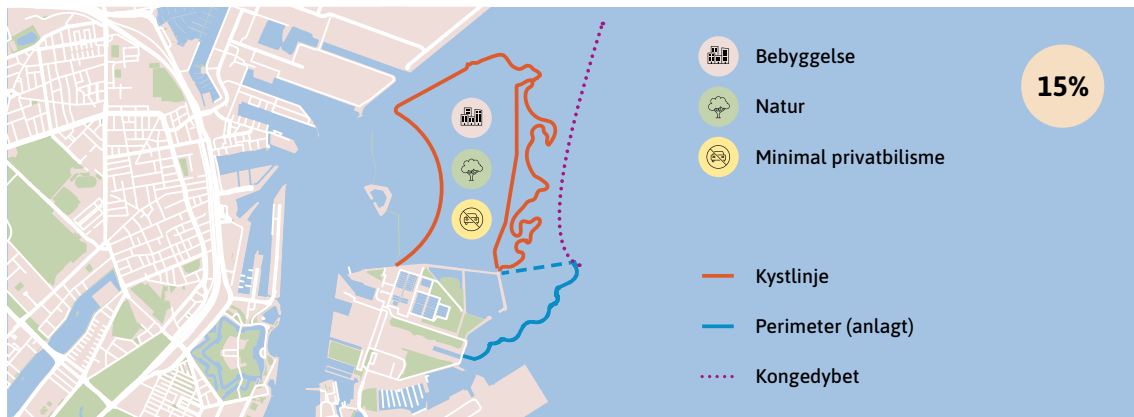 Bebyggelse
15%
Natur
Minimal privatbilisme
Kystlinje
Perimeter (anlagt)
Kongedybet